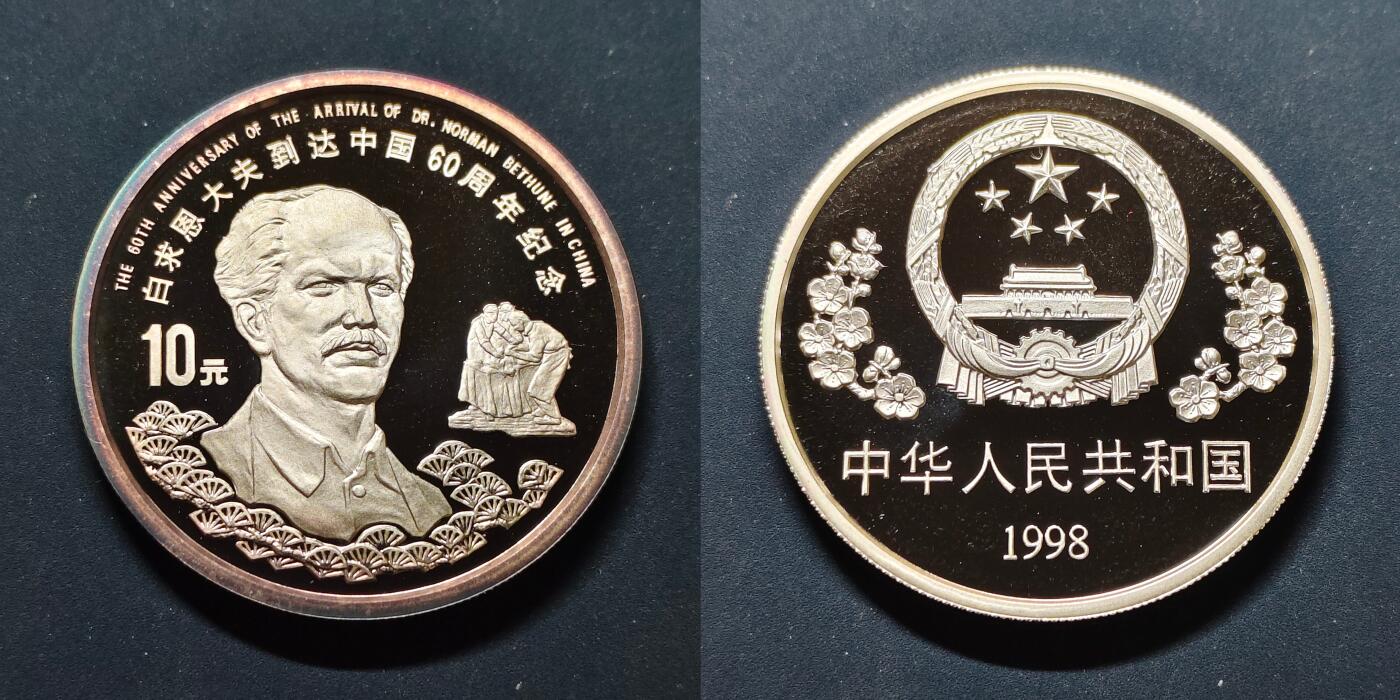 THE 60TH ANNIVERSARY OF THE ARRIVAL OF DR. NORMAN BETHUNE IN CHINA
白求恩大夫到达中国60周年纪念
10元
中华人民共和国
1998